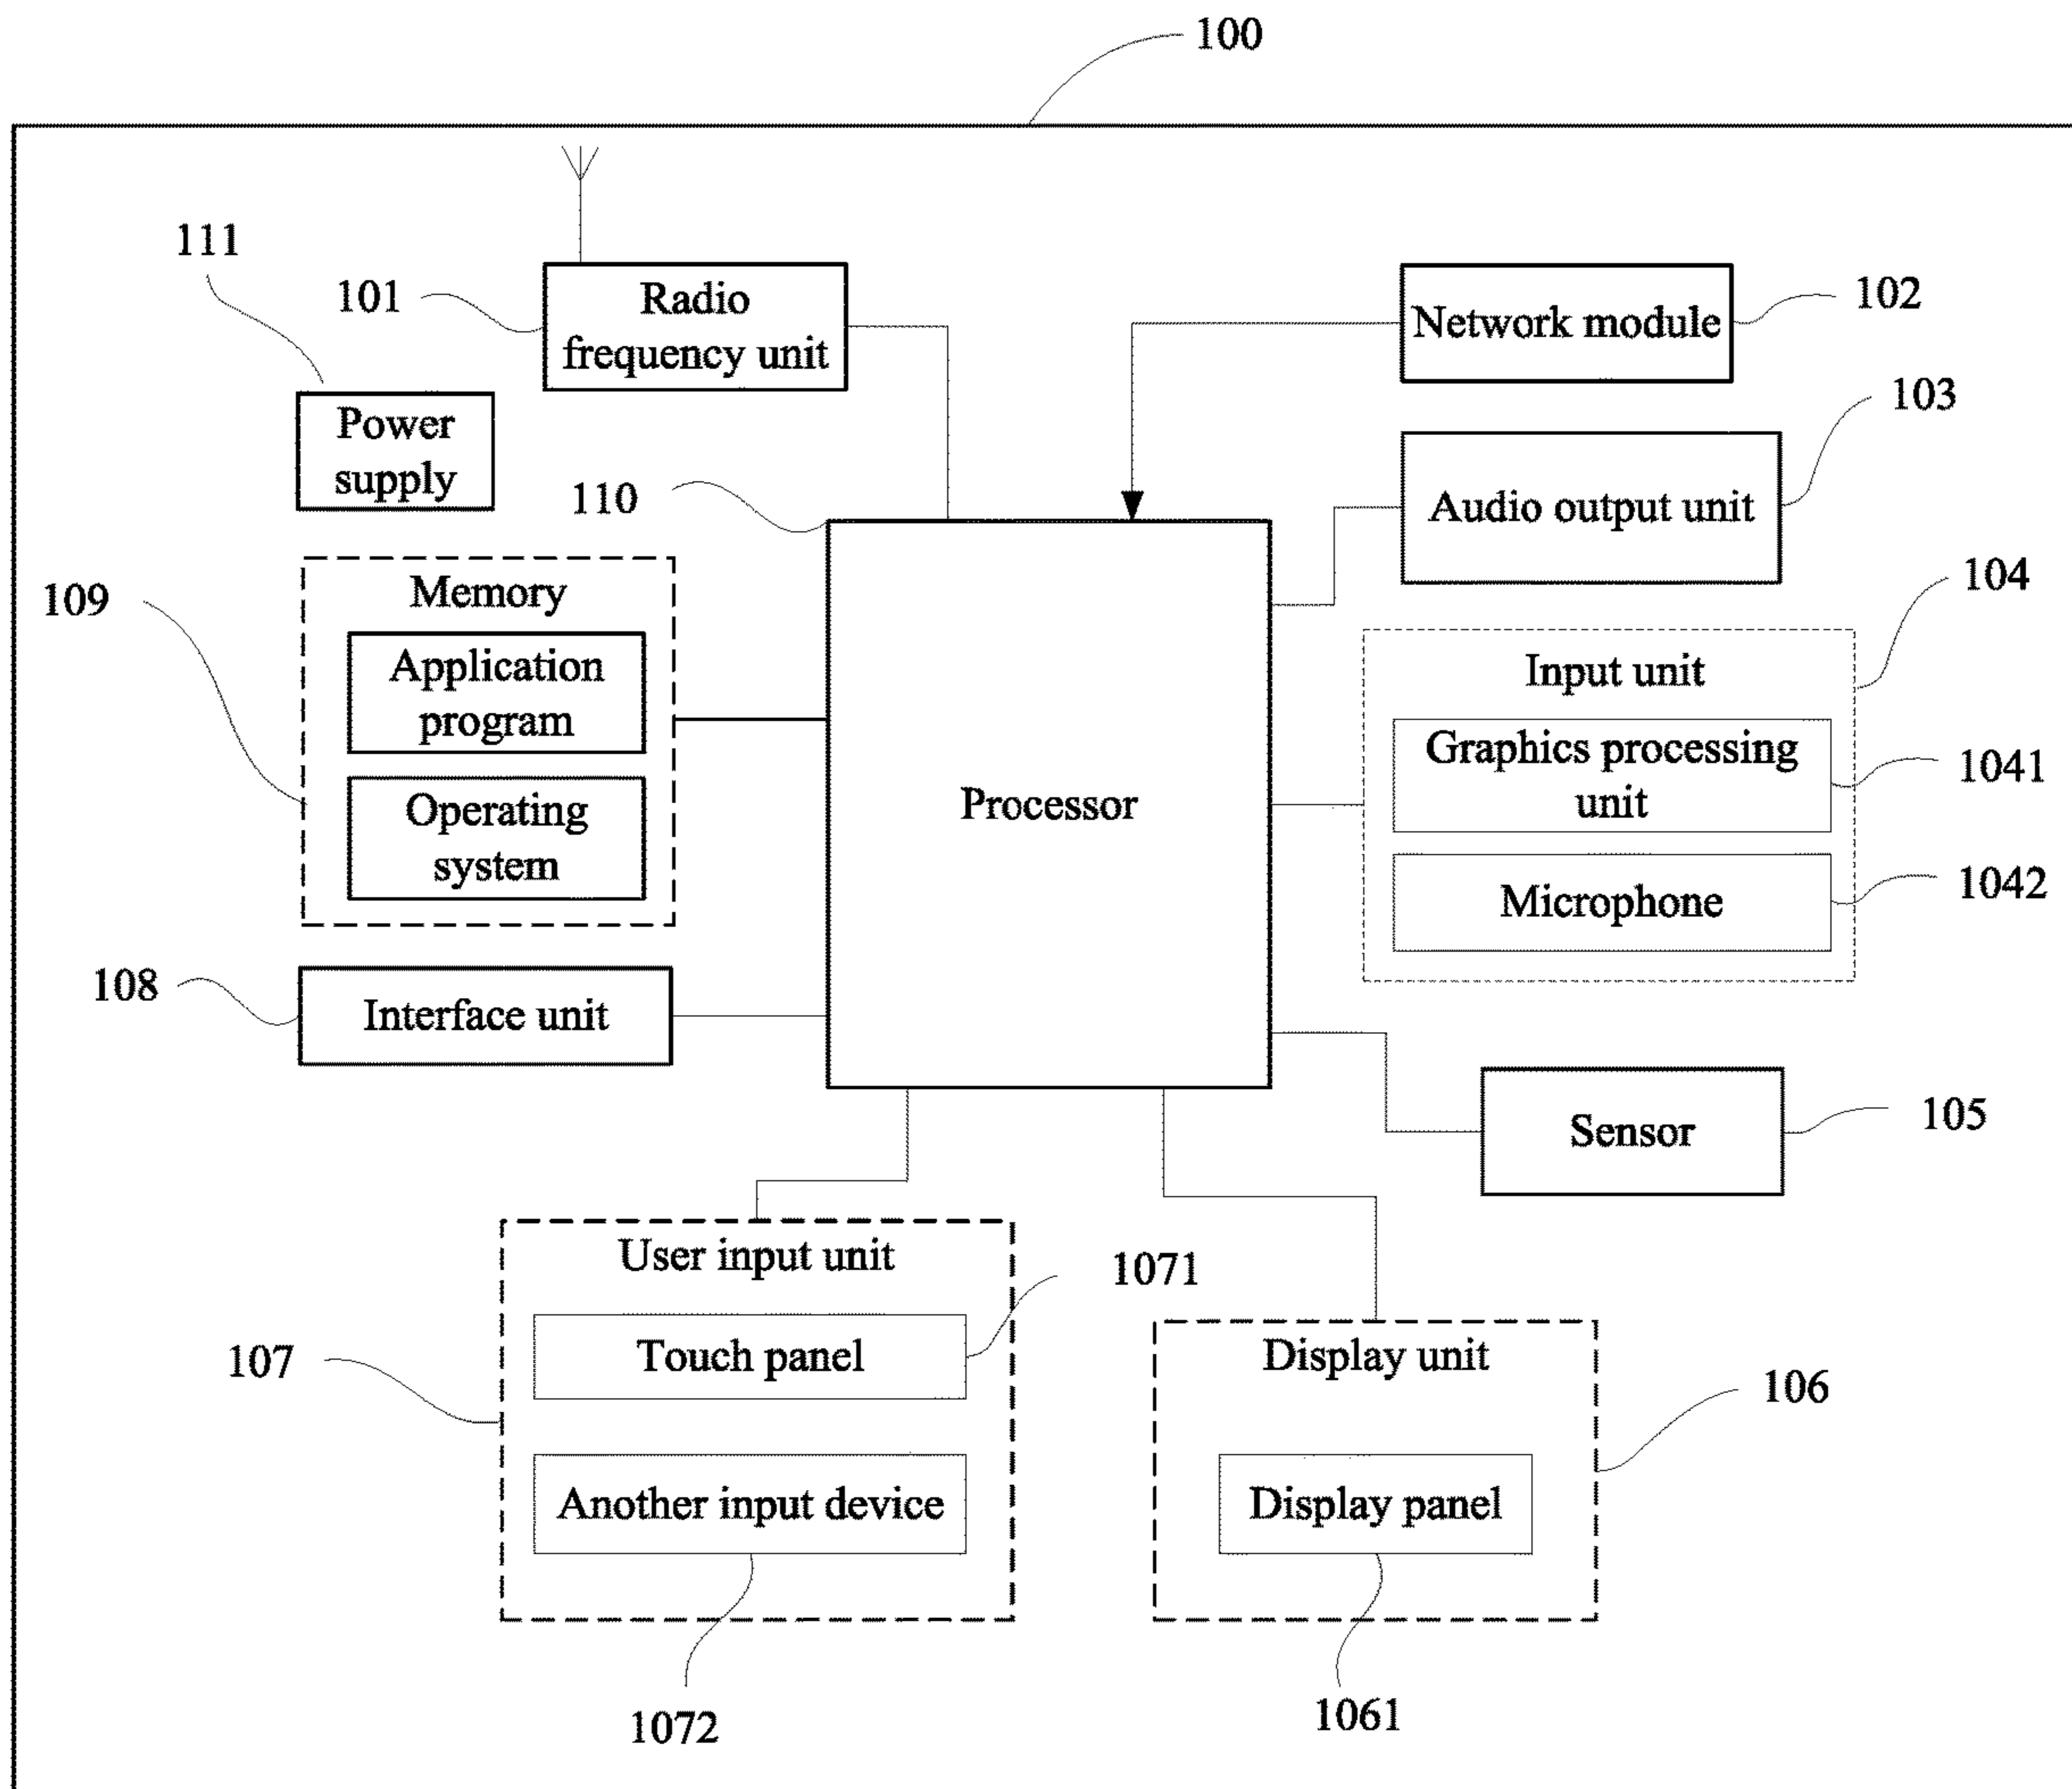 100
111
101
Radio
frequency unit
Network module
102
Power
supply
103
Audio output unit
110
109
Memory
Application
program
Operating
system
Processor
104
Input unit
Graphics processing
unit
1041
Microphone
1042
108
Interface unit
Sensor
105
User input unit
1071
Touch panel
107
Another input device
1072
Display unit
106
Display panel
1061